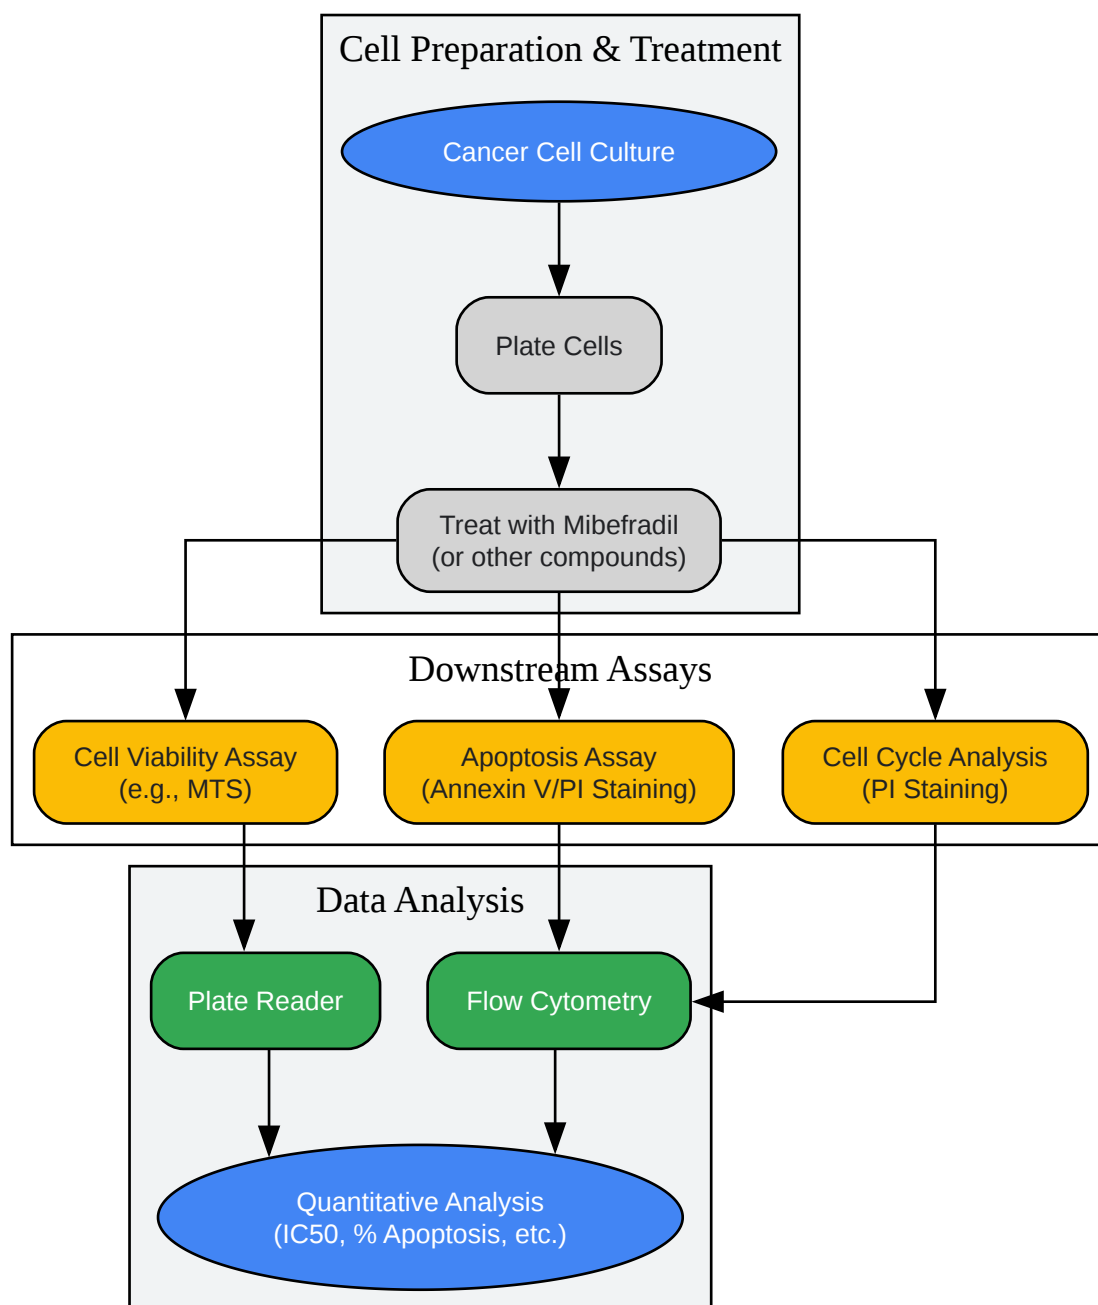 Cell Preparation & Treatment
Cancer Cell Culture
Plate Cells
Treat with Mibefradil
(or other compounds)
Downstream Assays
Cell Viability Assay
(e.g., MTS)
Apoptosis Assay
(Annexin V/PI Staining)
Cell Cycle Analysis
(PI Staining)
Data Analysis
Plate Reader
Flow Cytometry
Quantitative Analysis
(IC50, % Apoptosis, etc.)